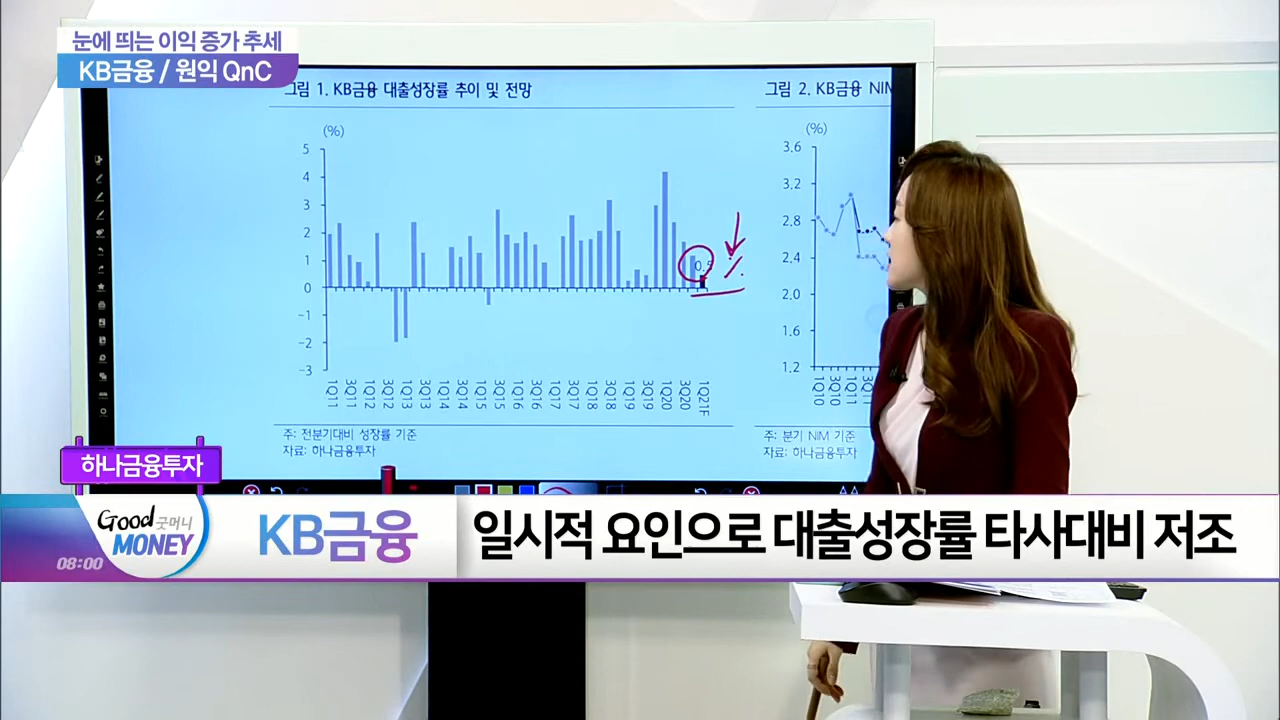 눈에 띄는 이익 증가 추세
KB금융 / 원익 QnC
그림 1. KB금융 대출성장률 추이 및 전망
(%)
5
4
3
2
1
0
-1
-2
-3
1Q11
3Q11
1Q12
3Q12
1Q13
3Q13
1Q14
3Q14
1Q15
3Q15
1Q16
3Q16
1Q17
3Q17
1Q18
3Q18
1Q19
3Q19
1Q20
3Q20
1Q21F
0.5
%
주: 전분기대비 성장률 기준
자료: 하나금융투자
그림 2. KB금융 NIM
(%)
3.6
3.2
2.8
2.4
2.0
1.6
1.2
1Q10
3Q10
1Q11
3Q11
주: 분기 NIM 기준
자료: 하나금융투자
하나금융투자
Good 굿머니
MONEY
08:00
KB금융
일시적 요인으로 대출성장률 타사대비 저조